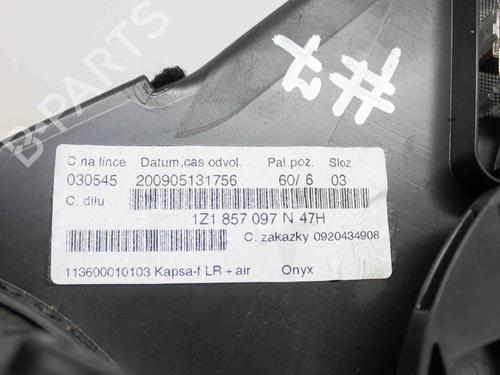 B-PARTS
#2
C.na lince Datum,cas odvol. Pal.poz. Sloz.
030545 200905131756 60/ 6 03
C. dilu
1Z1 857 097 N 47H
C. zakazky 0920434908
113600010103 Kapsa-f LR + air Onyx